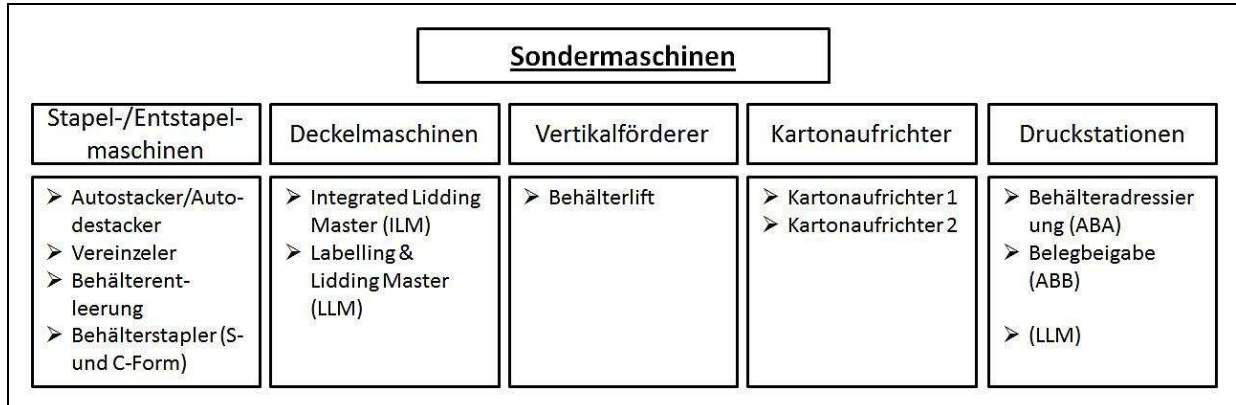 Sondermaschinen
Stapel-/Entstapel-
maschinen
Deckelmaschinen
Vertikalförderer
Kartonaufrichter
Druckstationen
➢ Autostacker/Auto-
destacker
➢ Vereinzeler
➢ Behälterent-
leerung
➢ Behälterstapler (S-
und C-Form)
➢ Integrated Lidding
Master (ILM)
➢ Labelling &
Lidding Master
(LLM)
➢ Behälterlift
➢ Kartonaufrichter 1
➢ Kartonaufrichter 2
➢ Behälteradressier
ung (ABA)
➢ Belegbeigabe
(ABB)
➢ (LLM)